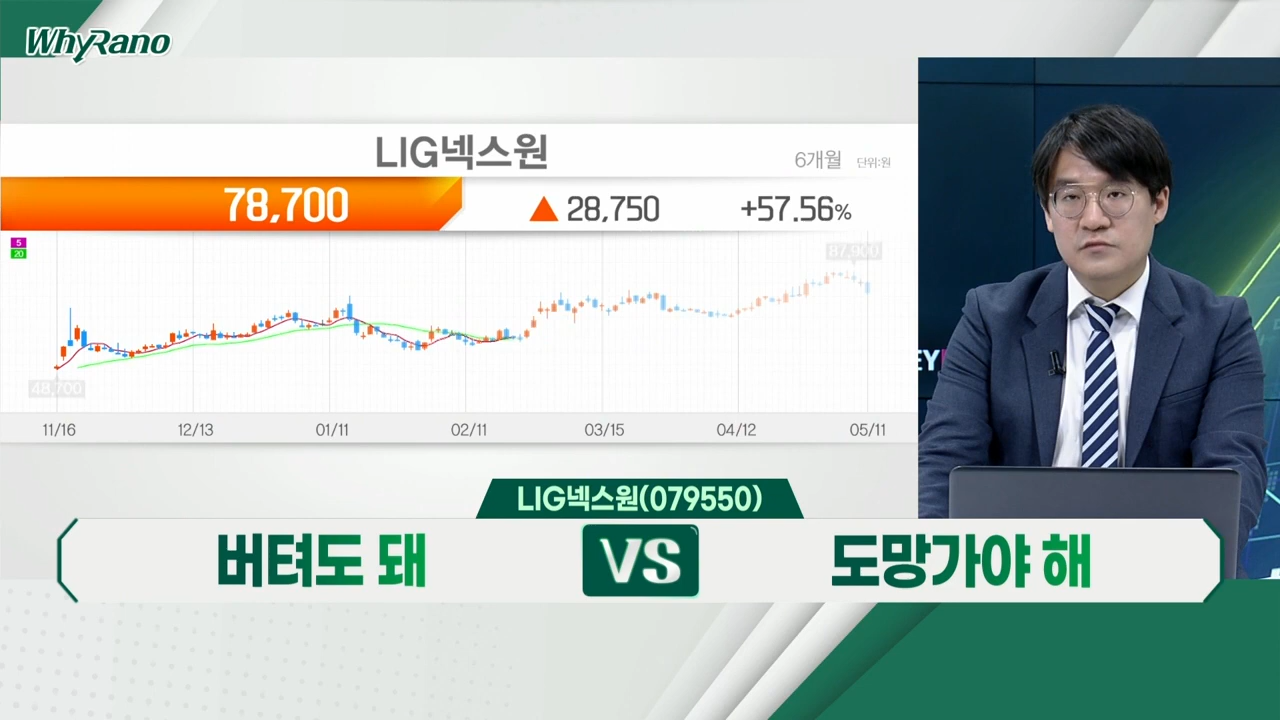 WhyRano
LIG넥스원
6개월 단위:원
78,700 ▲ 28,750 +57.56%
5
20
87,900
48,700
11/16 12/13 01/11 02/11 03/15 04/12 05/11
EY
LIG넥스원(079550)
버텨도 돼 VS 도망가야 해